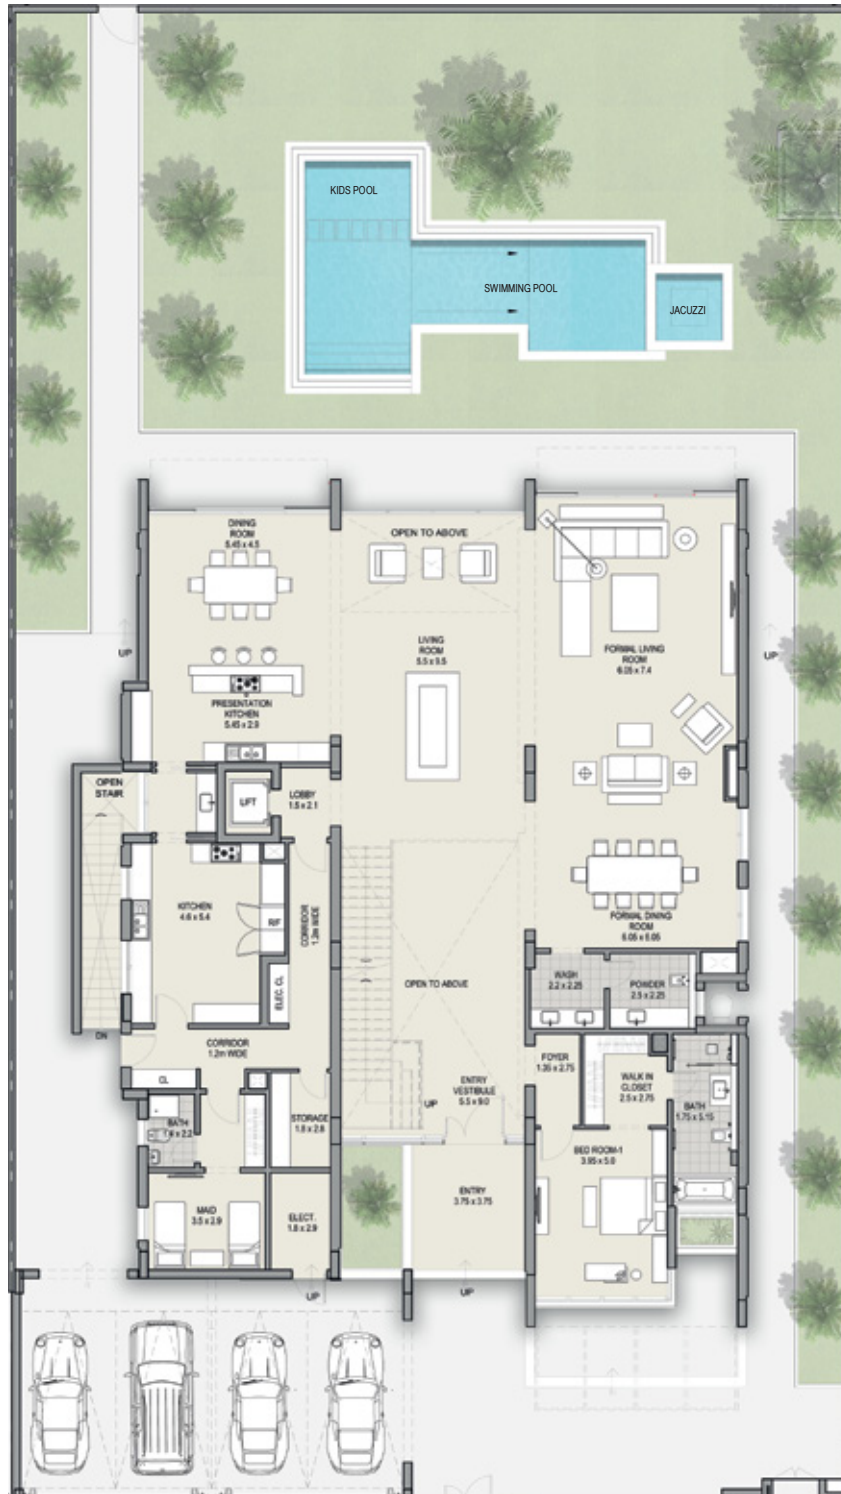 KIDS POOL
SWIMMING POOL
JACUZZI
DINING
ROOM
5.45 x 4.5
OPEN TO ABOVE
LIVING
ROOM
5.5 x 9.5
FORMAL LIVING
ROOM
6.05 x 7.4
UP
UP
PRESENTATION
KITCHEN
5.45 x 2.9
OPEN
STAIR
LIFT
LOBBY
1.5 x 2.1
KITCHEN
4.6 x 5.4
R/F
CORRIDOR
1.2m WIDE
ELEC. CL
FORMAL DINING
ROOM
6.05 x 6.05
WASH
2.2 x 2.25
POWDER
2.5 x 2.25
OPEN TO ABOVE
DN
CORRIDOR
1.2m WIDE
CL
FOYER
1.35 x 2.75
WALK IN
CLOSET
2.5 x 2.75
BATH
1.75 x 5.15
ENTRY
VESTIBULE
5.5 x 9.0
UP
STORAGE
1.8 x 2.8
BATH
1.4 x 2.2
BED ROOM-1
3.95 x 5.0
MAID
3.5 x 2.9
ELECT.
1.8 x 2.9
ENTRY
3.75 x 3.75
UP
UP